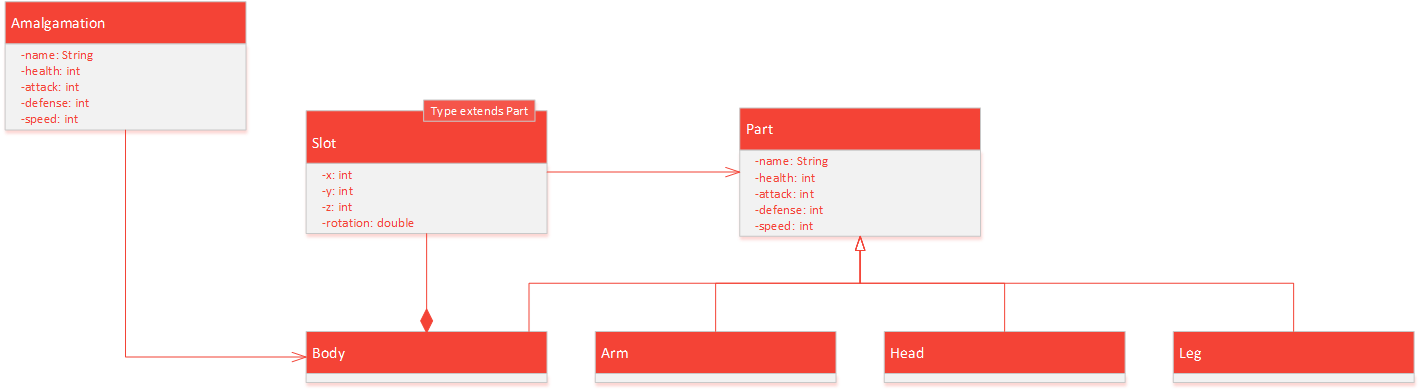 Amalgamation
-name: String
-health: int
-attack: int
-defense: int
-speed: int
Type extends Part
Slot
-x: int
-y: int
-z: int
-rotation: double
Part
-name: String
-health: int
-attack: int
-defense: int
-speed: int
Body
Arm
Head
Leg